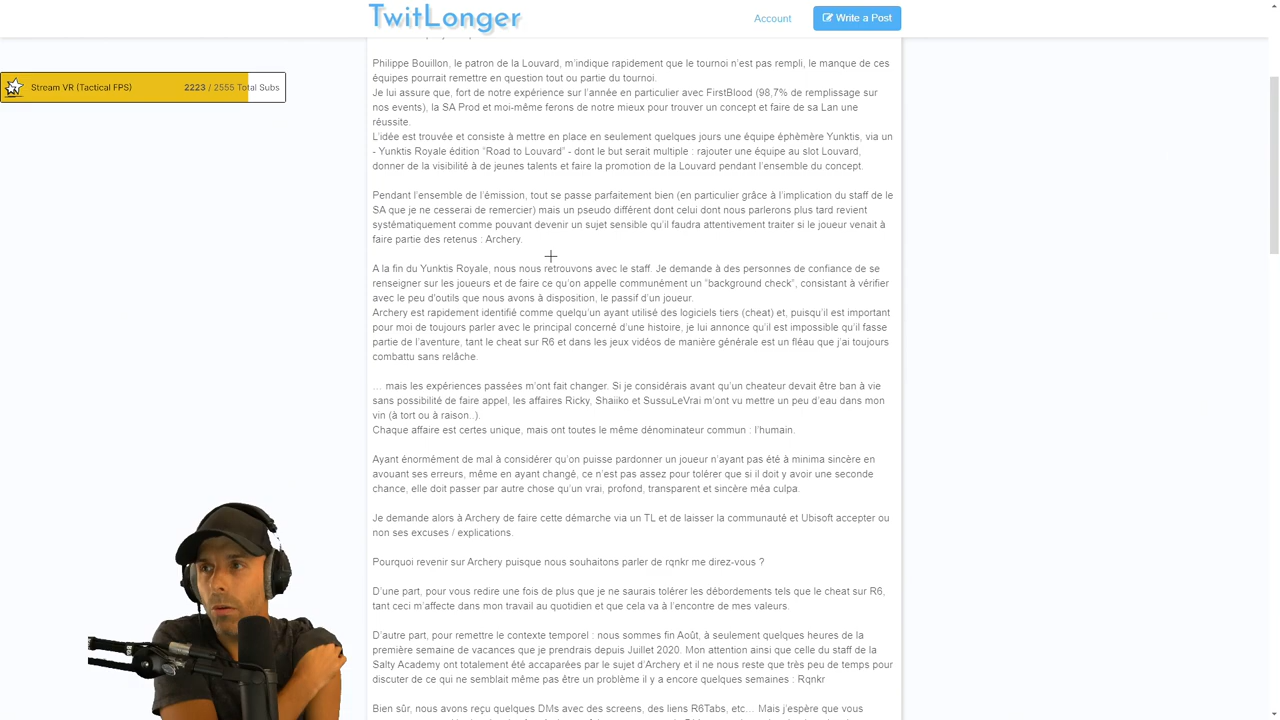 TwitLonger
Account
Write a Post
Stream VR (Tactical FPS)
2223 / 2555 Total Subs
Philippe Bouillon, le patron de la Louvard, m'indique rapidement que le tournoi n'est pas rempli, le manque de ces
équipes pourrait remettre en question tout ou partie du tournoi.
Je lui assure que, fort de notre expérience sur l'année en particulier avec FirstBlood (98,7% de remplissage sur
nos events), la SA Prod et moi-même ferons de notre mieux pour trouver un concept et faire de sa Lan une
réussite.
L'idée est trouvée et consiste à mettre en place en seulement quelques jours une équipe éphèmère Yunktis, via un
- Yunktis Royale édition "Road to Louvard" - dont le but serait multiple : rajouter une équipe au slot Louvard,
donner de la visibilité à de jeunes talents et faire la promotion de la Louvard pendant l'ensemble du concept.
Pendant l'ensemble de l'émission, tout se passe parfaitement bien (en particulier grâce à l'implication du staff de le
SA que je ne cesserai de remercier) mais un pseudo différent dont celui dont nous parlerons plus tard revient
systématiquement comme pouvant devenir un sujet sensible qu'il faudra attentivement traiter si le joueur venait à
faire partie des retenus : Archery.
A la fin du Yunktis Royale, nous nous retrouvons avec le staff. Je demande à des personnes de confiance de se
renseigner sur les joueurs et de faire ce qu'on appelle communément un "background check", consistant à vérifier
avec le peu d'outils que nous avons à disposition, le passif d'un joueur.
Archery est rapidement identifié comme quelqu'un ayant utilisé des logiciels tiers (cheat) et, puisqu'il est important
pour moi de toujours parler avec le principal concerné d'une histoire, je lui annonce qu'il est impossible qu'il fasse
partie de l'aventure, tant le cheat sur R6 et dans les jeux vidéos de manière générale est un fléau que j'ai toujours
combattu sans relâche.
… mais les expériences passées m'ont fait changer. Si je considérais avant qu'un cheateur devait être ban à vie
sans possibilité de faire appel, les affaires Ricky, Shaiiko et SussuLeVrai m'ont vu mettre un peu d'eau dans mon
vin (à tort ou à raison..).
Chaque affaire est certes unique, mais ont toutes le même dénominateur commun : l'humain.
Ayant énormément de mal à considérer qu'on puisse pardonner un joueur n'ayant pas été à minima sincère en
avouant ses erreurs, même en ayant changé, ce n'est pas assez pour tolérer que si il doit y avoir une seconde
chance, elle doit passer par autre chose qu'un vrai, profond, transparent et sincère méa culpa.
Je demande alors à Archery de faire cette démarche via un TL et de laisser la communauté et Ubisoft accepter ou
non ses excuses / explications.
Pourquoi revenir sur Archery puisque nous souhaitons parler de rqnkr me direz-vous ?
D'une part, pour vous redire une fois de plus que je ne saurais tolérer les débordements tels que le cheat sur R6,
tant ceci m'affecte dans mon travail au quotidien et que cela va à l'encontre de mes valeurs.
D'autre part, pour remettre le contexte temporel : nous sommes fin Août, à seulement quelques heures de la
première semaine de vacances que je prendrais depuis Juillet 2020. Mon attention ainsi que celle du staff de la
Salty Academy ont totalement été accaparées par le sujet d'Archery et il ne nous reste que très peu de temps pour
discuter de ce qui ne semblait même pas être un problème il y a encore quelques semaines : Rqnkr
Bien sûr, nous avons reçu quelques DMs avec des screens, des liens R6Tabs, etc… Mais j'espère que vous